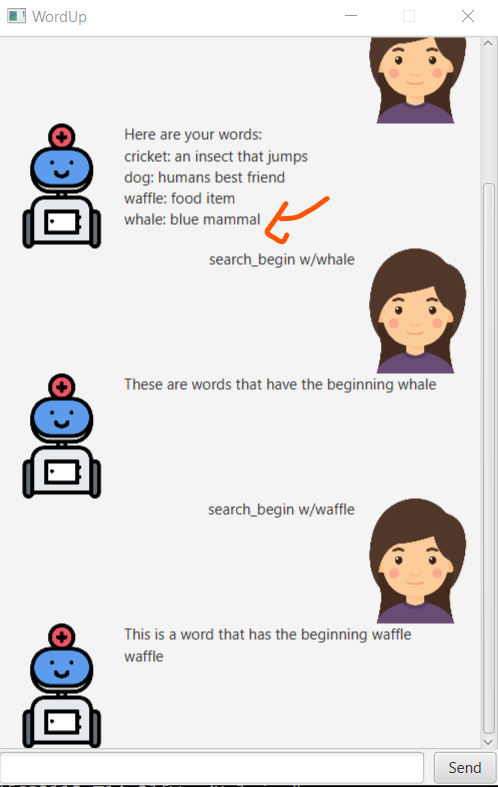 WordUp
Here are your words:
cricket: an insect that jumps
dog: humans best friend
waffle: food item
whale: blue mammal
search_begin w/whale
These are words that have the beginning whale
search_begin w/waffle
This is a word that has the beginning waffle
waffle
Send